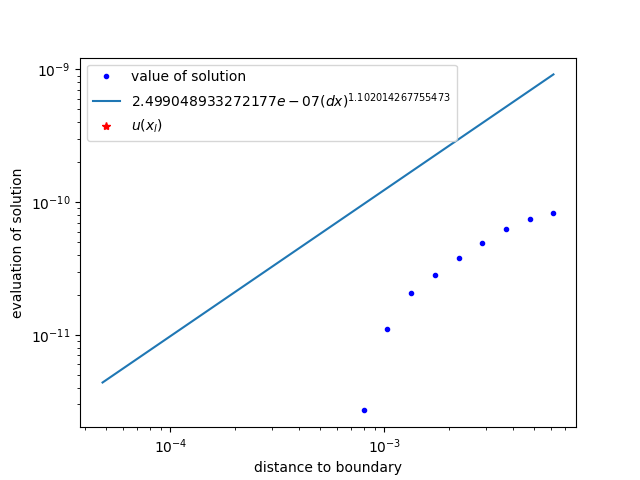 10⁻⁹
value of solution
2.499048933272177e − 07(dx)^1.102014267755473
u(x_l)
10⁻¹⁰
10⁻¹¹
evaluation of solution
10⁻⁴ 10⁻³
distance to boundary